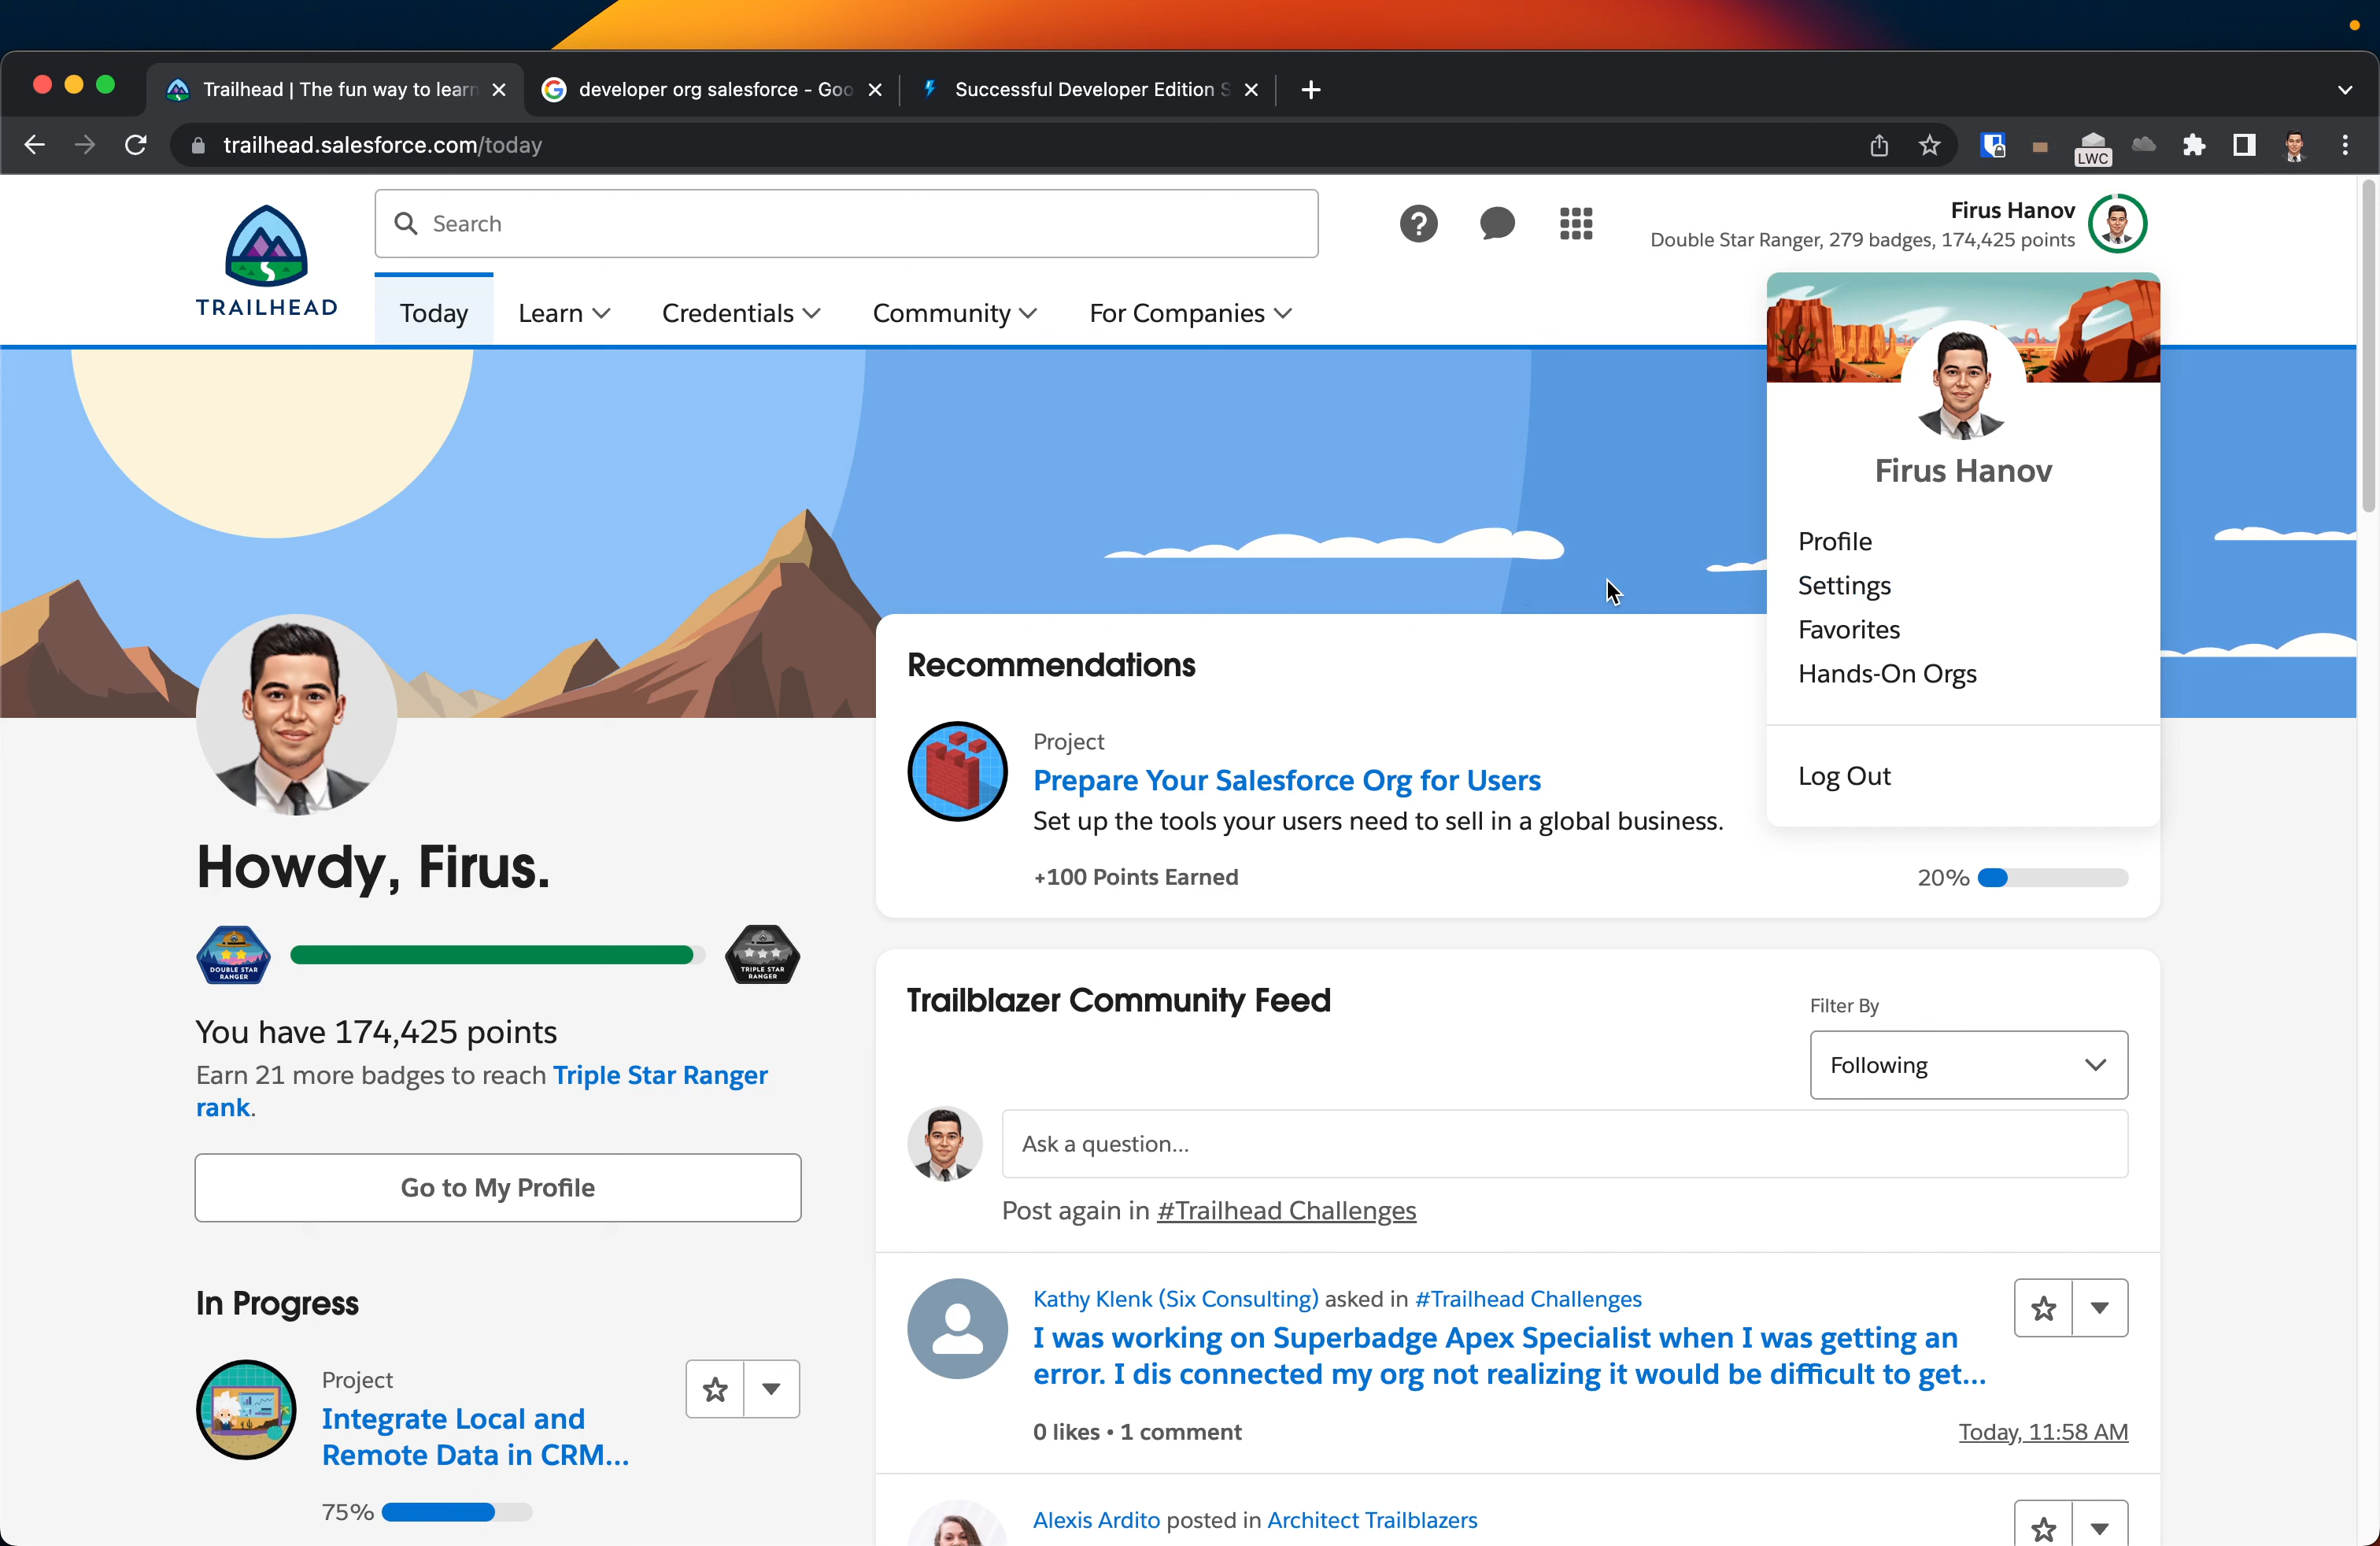 Trailhead | The fun way to learn
developer org salesforce - Goo
Successful Developer Edition S
trailhead.salesforce.com/today
LWC
TRAILHEAD
Search
Firus Hanov
Double Star Ranger, 279 badges, 174,425 points
Today
Learn
Credentials
Community
For Companies
Firus Hanov
Profile
Settings
Favorites
Hands-On Orgs
Log Out
Howdy, Firus.
DOUBLE STAR
RANGER
TRIPLE STAR
RANGER
You have 174,425 points
Earn 21 more badges to reach Triple Star Ranger
rank.
Go to My Profile
In Progress
Project
Integrate Local and
Remote Data in CRM...
75%
Recommendations
Project
Prepare Your Salesforce Org for Users
Set up the tools your users need to sell in a global business.
+100 Points Earned
20%
Trailblazer Community Feed
Filter By
Following
Ask a question...
Post again in #Trailhead Challenges
Kathy Klenk (Six Consulting) asked in #Trailhead Challenges
I was working on Superbadge Apex Specialist when I was getting an
error. I dis connected my org not realizing it would be difficult to get...
0 likes • 1 comment
Today, 11:58 AM
Alexis Ardito posted in Architect Trailblazers